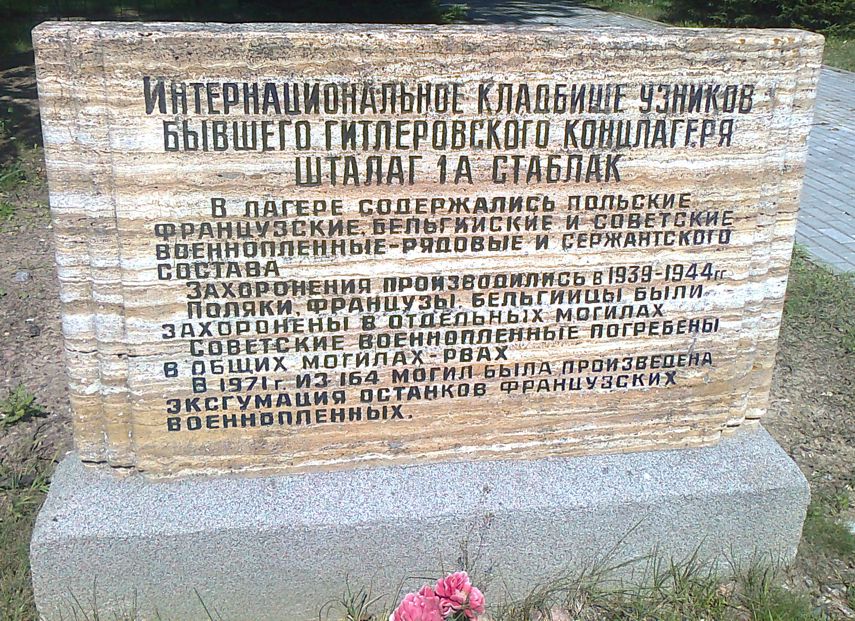 Интернациональное кладбище узников
бывшего гитлеровского концлагеря
шталаг 1А Стаблак
В лагере содержались польские
французские, бельгийские и советские
военнопленные-рядовые и сержантского
состава
Захоронения производились в 1939-1944гг
Поляки, французы, бельгийцы были
захоронены в отдельных могилах
Советские военнопленные погребены
в общих могилах-рвах
В 1971г. из 164 могил была произведена
эксгумация останков французских
военнопленных.